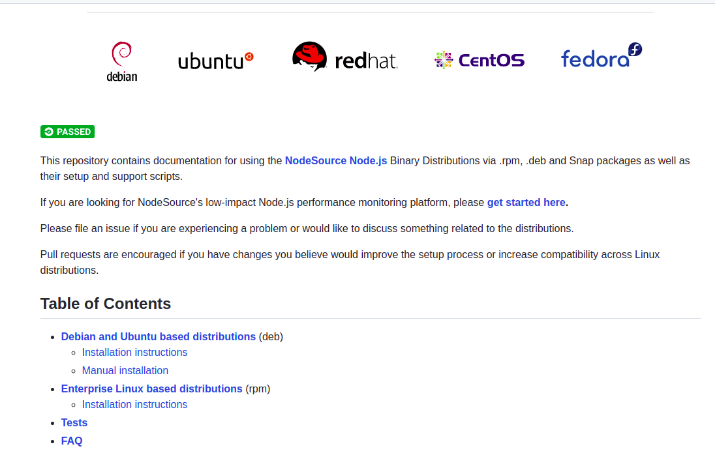 debian
ubuntu
redhat.
CentOS
fedora
PASSED
This repository contains documentation for using the NodeSource Node.js Binary Distributions via .rpm, .deb and Snap packages as well as
their setup and support scripts.
If you are looking for NodeSource's low-impact Node.js performance monitoring platform, please get started here.
Please file an issue if you are experiencing a problem or would like to discuss something related to the distributions.
Pull requests are encouraged if you have changes you believe would improve the setup process or increase compatibility across Linux
distributions.
Table of Contents
• Debian and Ubuntu based distributions (deb)
◦ Installation instructions
◦ Manual installation
• Enterprise Linux based distributions (rpm)
◦ Installation instructions
• Tests
• FAQ